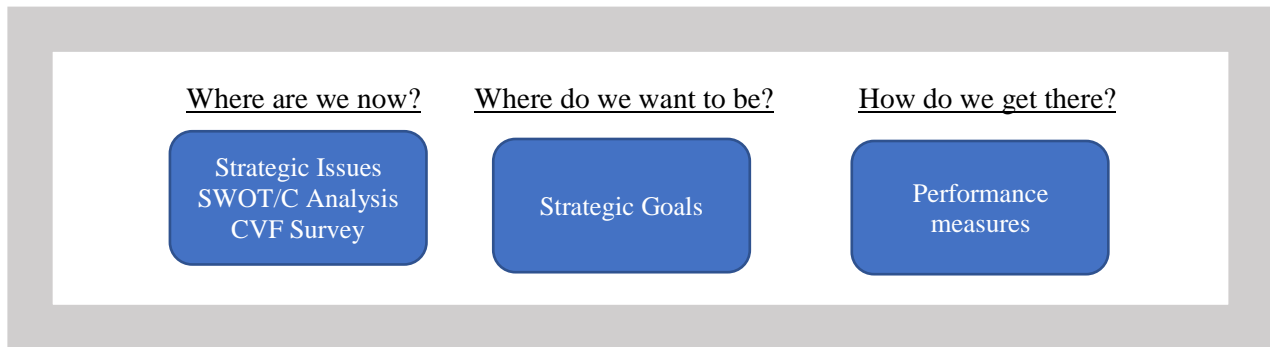 Where are we now?
Strategic Issues
SWOT/C Analysis
CVF Survey
Where do we want to be?
Strategic Goals
How do we get there?
Performance
measures